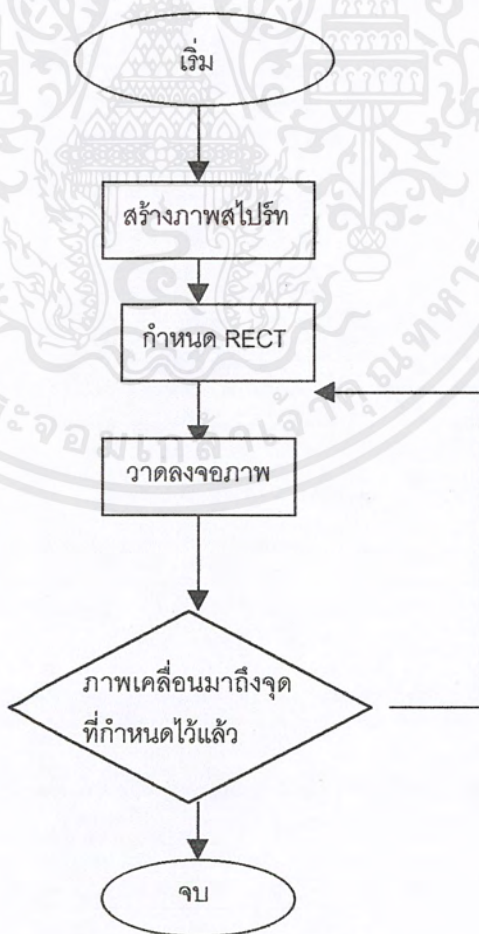 เริ่ม
สร้างภาพสไปร์ท
กำหนด RECT
วาดลงจอภาพ
ภาพเคลื่อนมาถึงจุด
ที่กำหนดไว้แล้ว
จบ